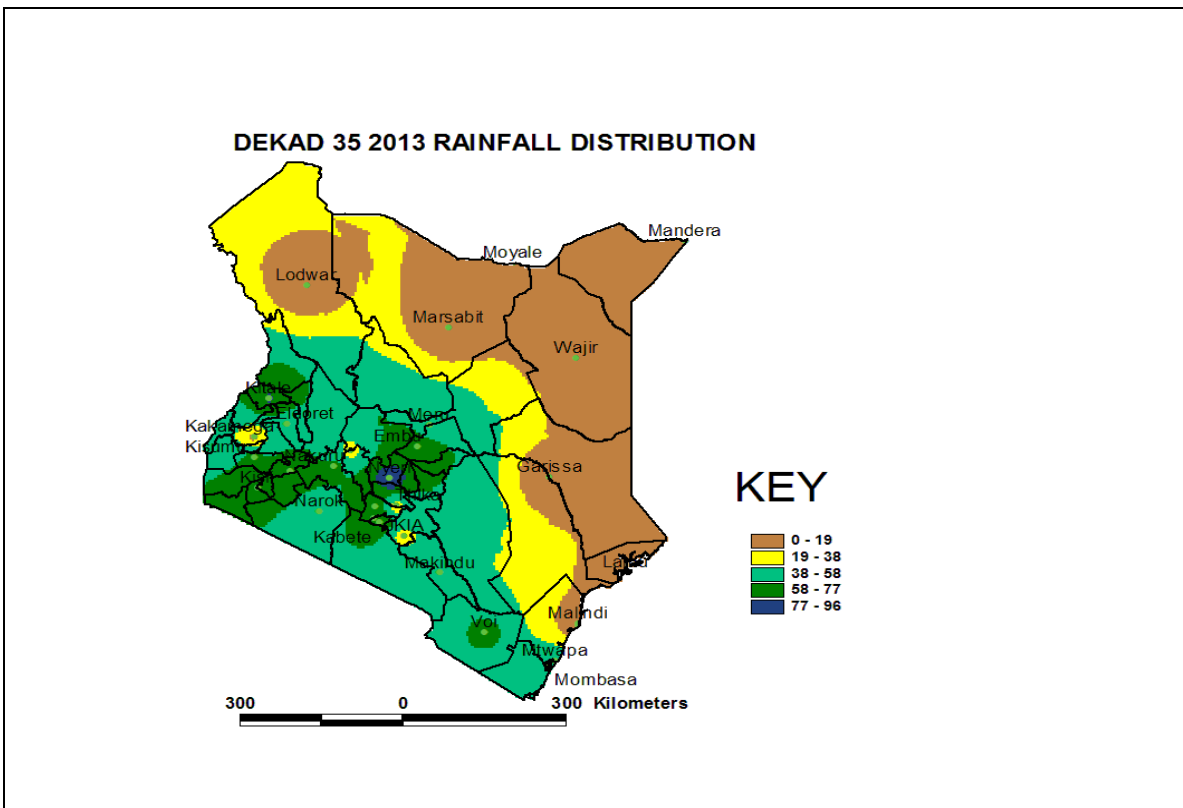 DEKAD 35 2013 RAINFALL DISTRIBUTION
Mandera
Moyale
Lodwar
Marsabit
Wajir
Kitale
Eldoret
Meru
Kakamega
Embu
Kisumu
Nakuru
Nyeri
Garissa
Kisii
Narok
Thika
Kabete
JKIA
Makindu
Lamu
Malindi
Voi
Mtwapa
Mombasa
KEY
0 - 19
19 - 38
38 - 58
58 - 77
77 - 96
300 0 300 Kilometers